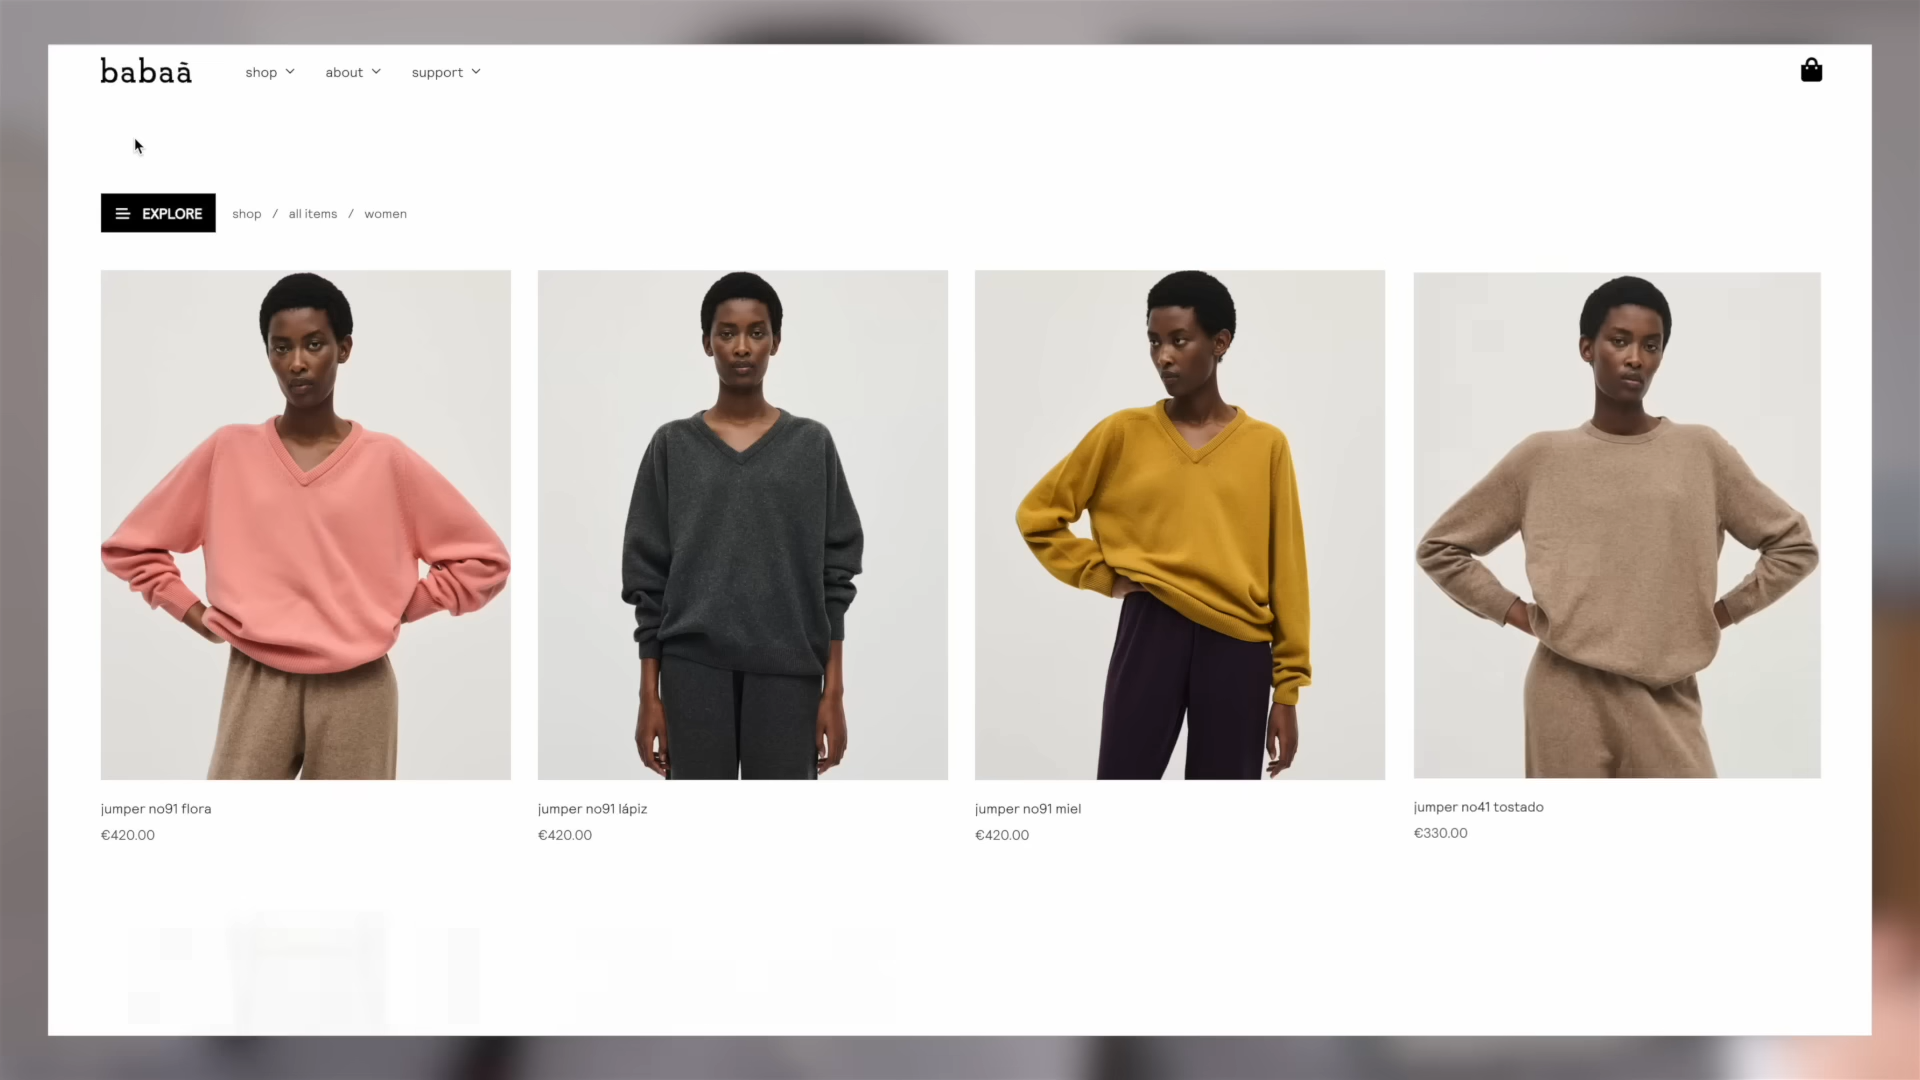 babaà
shop
about
support
EXPLORE
shop / all items / women
jumper no91 flora
€420.00
jumper no91 lápiz
€420.00
jumper no91 miel
€420.00
jumper no41 tostado
€330.00